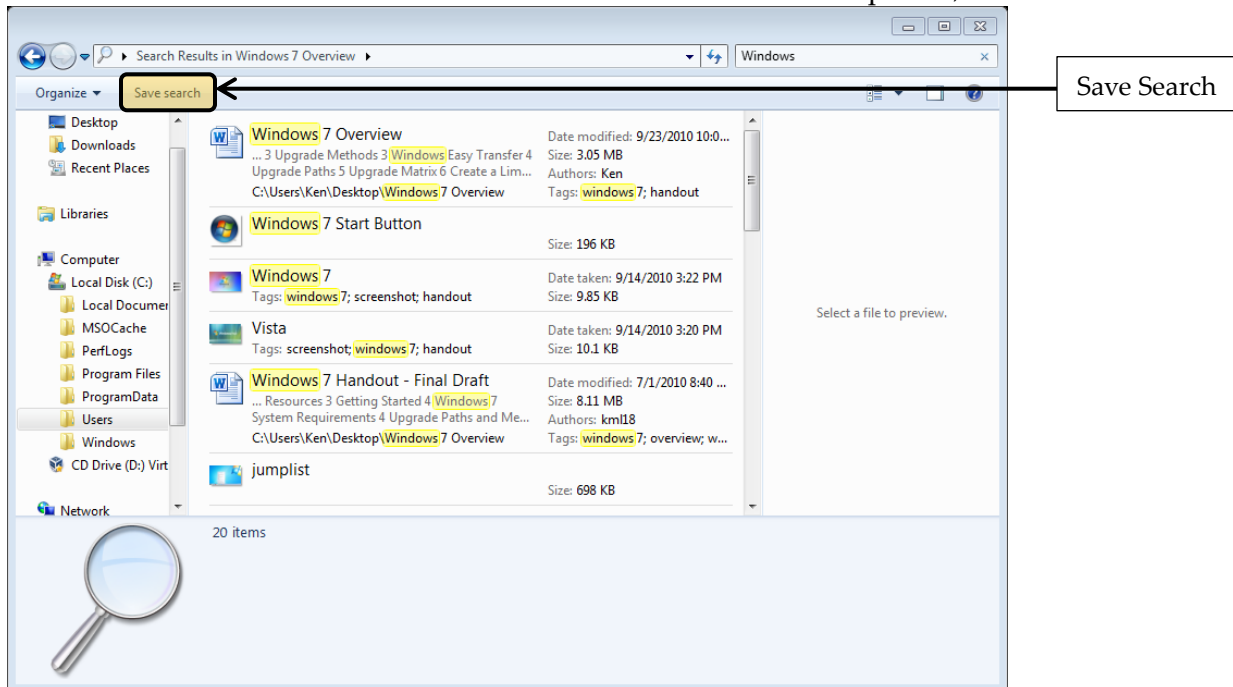 Search Results in Windows 7 Overview
Windows
Organize
Save search
Save Search
Desktop
Downloads
Recent Places
Libraries
Computer
Local Disk (C:)
Local Documen
MSOCache
PerfLogs
Program Files
ProgramData
Users
Windows
CD Drive (D:) Virt
Network
Windows 7 Overview
Date modified: 9/23/2010 10:0...
... 3 Upgrade Methods 3 Windows Easy Transfer 4
Size: 3.05 MB
Upgrade Paths 5 Upgrade Matrix 6 Create a Lim...
Authors: Ken
C:\Users\Ken\Desktop\Windows 7 Overview
Tags: windows 7; handout
Windows 7 Start Button
Size: 196 KB
Windows 7
Date taken: 9/14/2010 3:22 PM
Tags: windows 7; screenshot; handout
Size: 9.85 KB
Vista
Date taken: 9/14/2010 3:20 PM
Tags: screenshot; windows 7; handout
Size: 10.1 KB
Windows 7 Handout - Final Draft
Date modified: 7/1/2010 8:40 ...
... Resources 3 Getting Started 4 Windows 7
Size: 8.11 MB
System Requirements 4 Upgrade Paths and Me...
Authors: kml18
C:\Users\Ken\Desktop\Windows 7 Overview
Tags: windows 7; overview; w...
jumplist
Size: 698 KB
Select a file to preview.
20 items